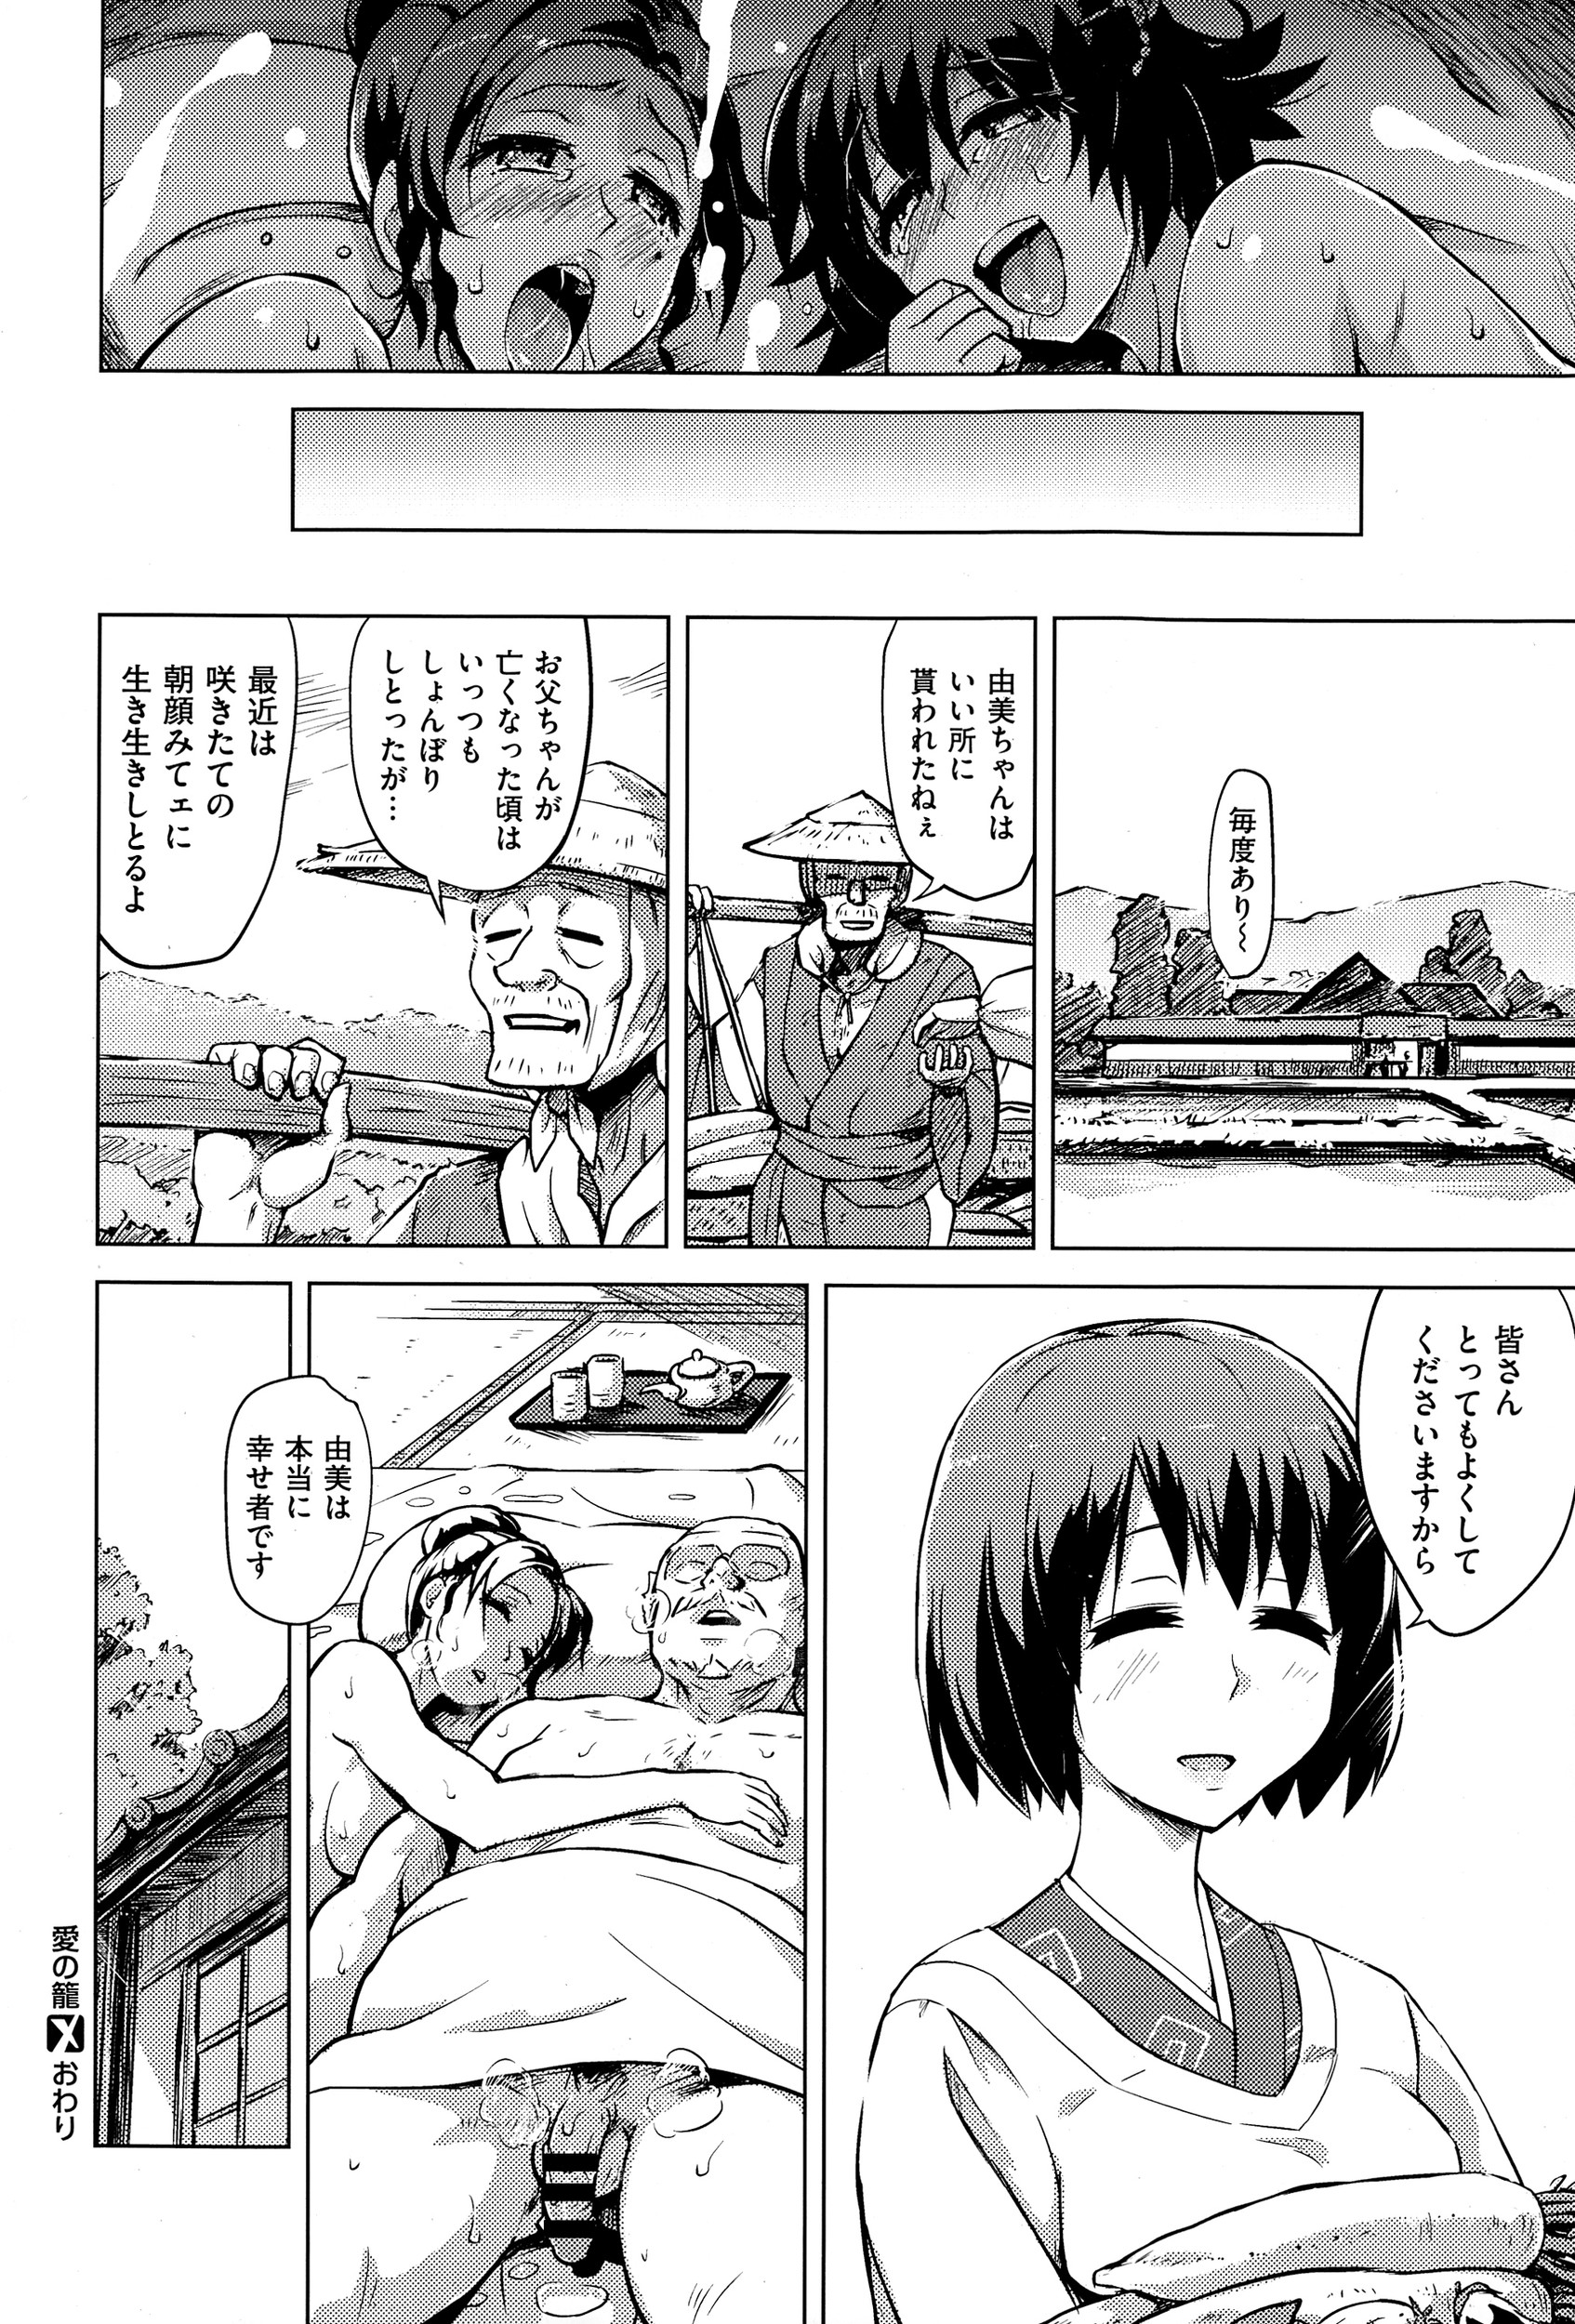 毎度あり〜
由美ちゃんは
いい所に
貰われたねぇ
お父ちゃんが
亡くなった頃は
いっつも
しょんぼり
しとったが…
最近は
咲きたての
朝顔みてェに
生き生きしとるよ
皆さん
とってもよくして
くださいますから
由美は
本当に
幸せ者です
愛の籠 X おわり